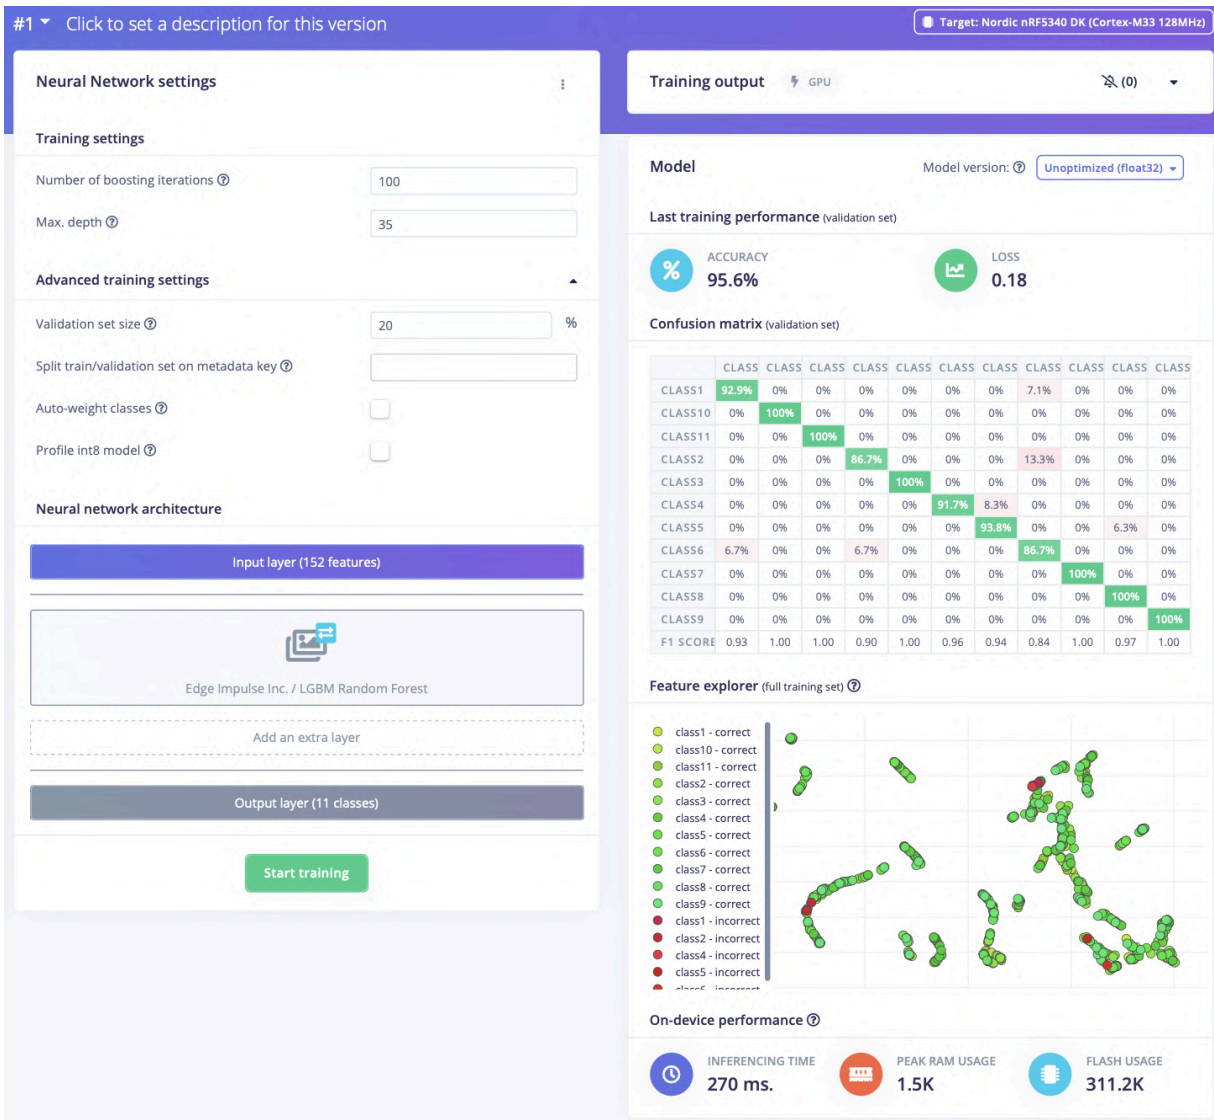 #1 Click to set a description for this version
Target: Nordic nRF5340 DK (Cortex-M33 128MHz)
Neural Network settings
Training settings
Number of boosting iterations
100
Max. depth
35
Advanced training settings
Validation set size
20 %
Split train/validation set on metadata key
Auto-weight classes
Profile int8 model
Neural network architecture
Input layer (152 features)
Edge Impulse Inc. / LGBM Random Forest
Add an extra layer
Output layer (11 classes)
Start training
Training output GPU (0)
Model
Model version: Unoptimized (float32)
Last training performance (validation set)
% ACCURACY
95.6%
LOSS
0.18
Confusion matrix (validation set)
CLASS CLASS CLASS CLASS CLASS CLASS CLASS CLASS CLASS CLASS CLASS
CLASS1 92.9% 0% 0% 0% 0% 0% 0% 7.1% 0% 0% 0%
CLASS10 0% 100% 0% 0% 0% 0% 0% 0% 0% 0% 0%
CLASS11 0% 0% 100% 0% 0% 0% 0% 0% 0% 0% 0%
CLASS2 0% 0% 0% 86.7% 0% 0% 0% 13.3% 0% 0% 0%
CLASS3 0% 0% 0% 0% 100% 0% 0% 0% 0% 0% 0%
CLASS4 0% 0% 0% 0% 0% 91.7% 8.3% 0% 0% 0% 0%
CLASS5 0% 0% 0% 0% 0% 0% 93.8% 0% 0% 6.3% 0%
CLASS6 6.7% 0% 0% 6.7% 0% 0% 0% 86.7% 0% 0% 0%
CLASS7 0% 0% 0% 0% 0% 0% 0% 0% 100% 0% 0%
CLASS8 0% 0% 0% 0% 0% 0% 0% 0% 0% 100% 0%
CLASS9 0% 0% 0% 0% 0% 0% 0% 0% 0% 0% 100%
F1 SCORE 0.93 1.00 1.00 0.90 1.00 0.96 0.94 0.84 1.00 0.97 1.00
Feature explorer (full training set)
class1 - correct
class10 - correct
class11 - correct
class2 - correct
class3 - correct
class4 - correct
class5 - correct
class6 - correct
class7 - correct
class8 - correct
class9 - correct
class1 - incorrect
class2 - incorrect
class4 - incorrect
class5 - incorrect
class6 - incorrect
On-device performance
INFERENCING TIME
270 ms.
PEAK RAM USAGE
1.5K
FLASH USAGE
311.2K